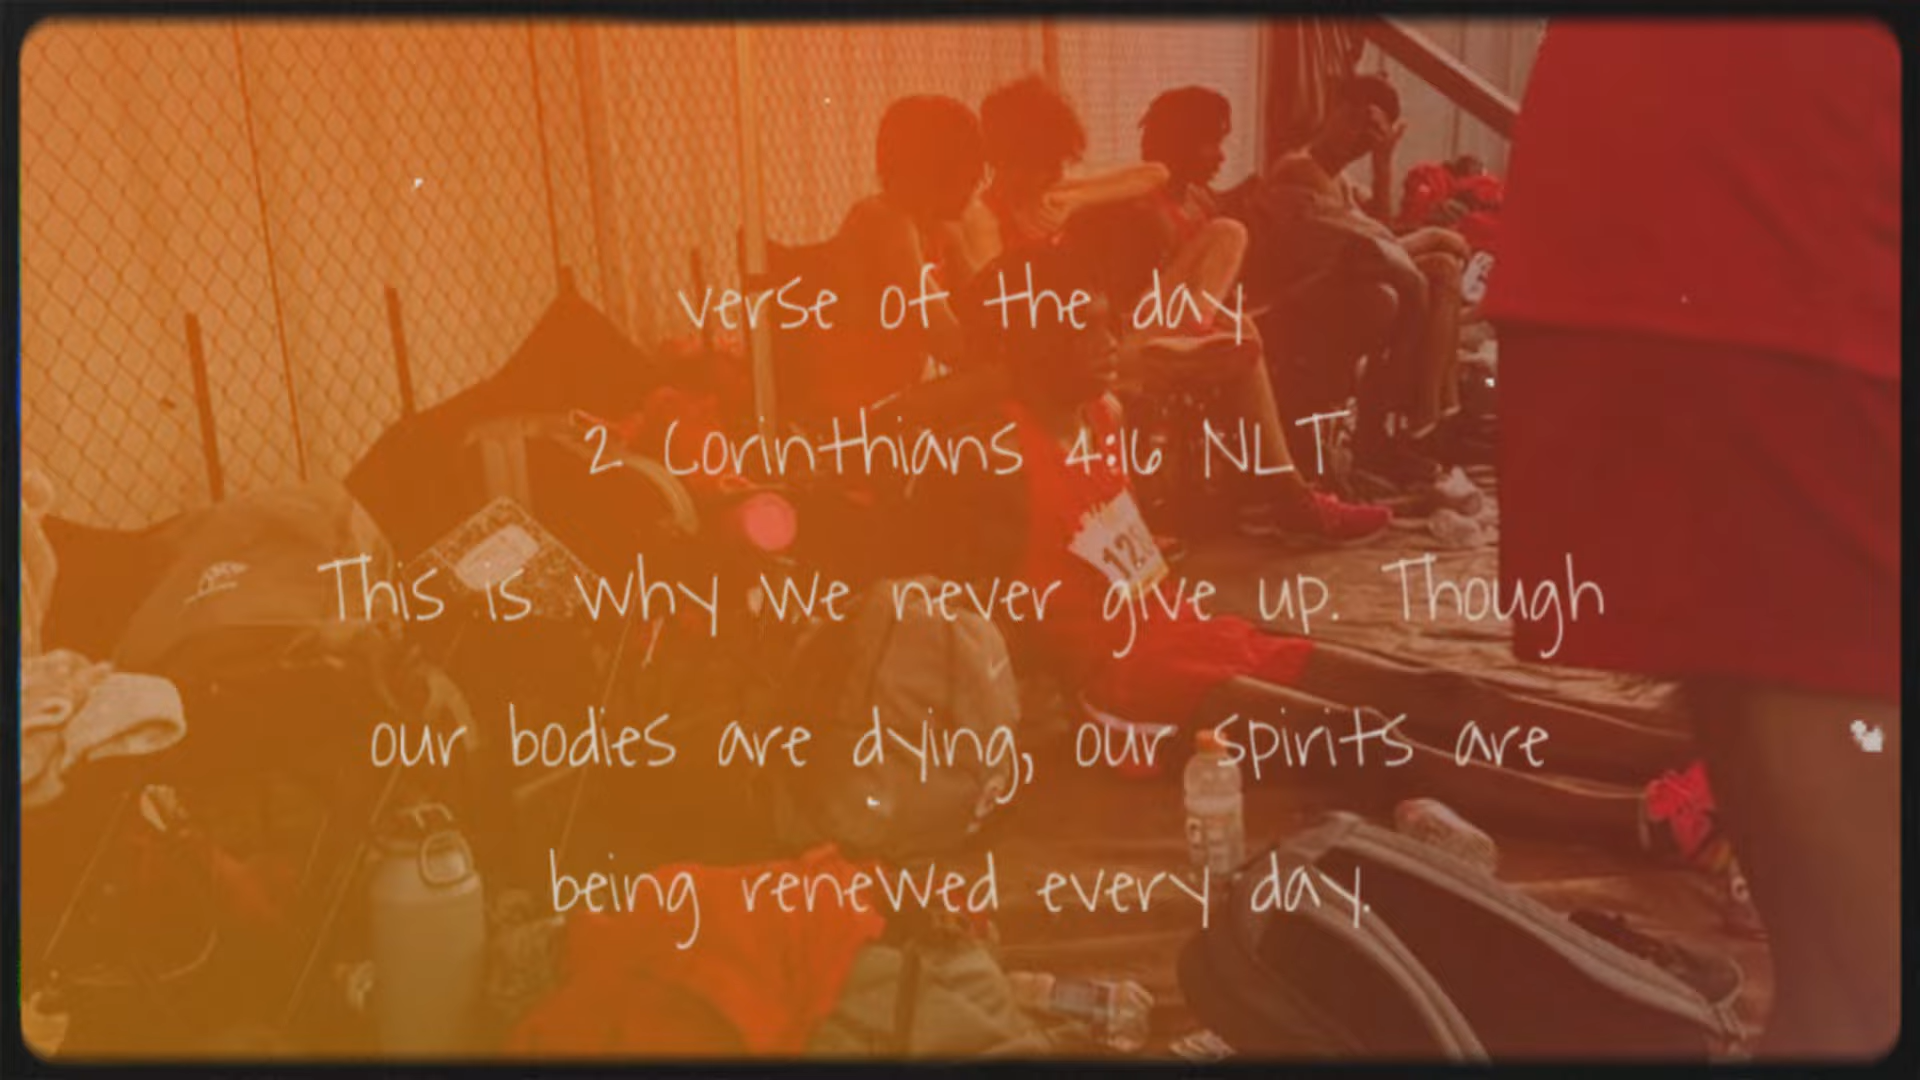 verse of the day
2 Corinthians 4:16 NLT
This is why we never give up. Though
our bodies are dying, our spirits are
being renewed every day.
12